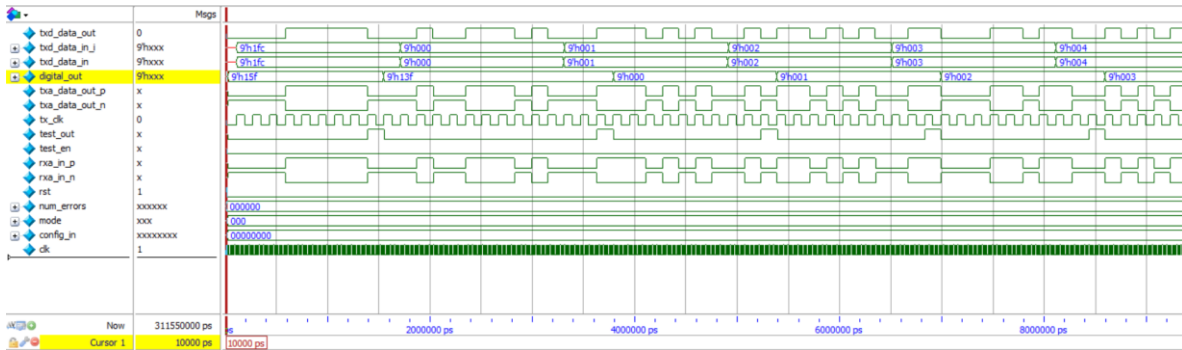 Msgs
txd_data_out 0
txd_data_in_i 9'hxxx 9'h1fc 9'h000 9'h001 9'h002 9'h003 9'h004
txd_data_in 9'hxxx 9'h1fc 9'h000 9'h001 9'h002 9'h003 9'h004
digital_out 9'hxxx 9'h15f 9'h13f 9'h000 9'h001 9'h002 9'h003
txa_data_out_p x
txa_data_out_n x
tx_clk 0
test_out x
test_en x
rxa_in_p x
rxa_in_n x
rst 1
num_errors xxxxxx 000000
mode xxx 000
config_in xxxxxxxx 00000000
clk 1
Now 311550000 ps 2000000 ps 4000000 ps 6000000 ps 8000000 ps
Cursor 1 10000 ps 10000 ps